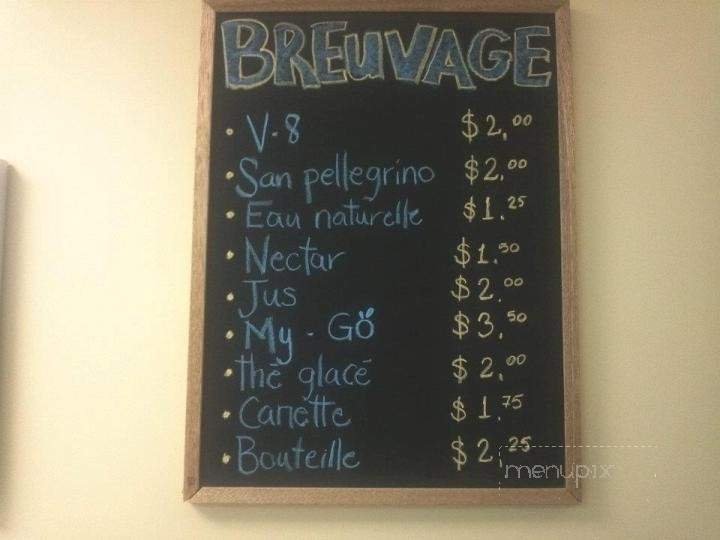 BREUVAGE
• V-8 $2,00
• San pellegrino $2,00
• Eau naturelle $1.25
• Nectar $1.50
• Jus $2.00
• My-Gö $3,50
• thé glacé $2,00
• Canette $1.75
• Bouteille $2,25
menupix